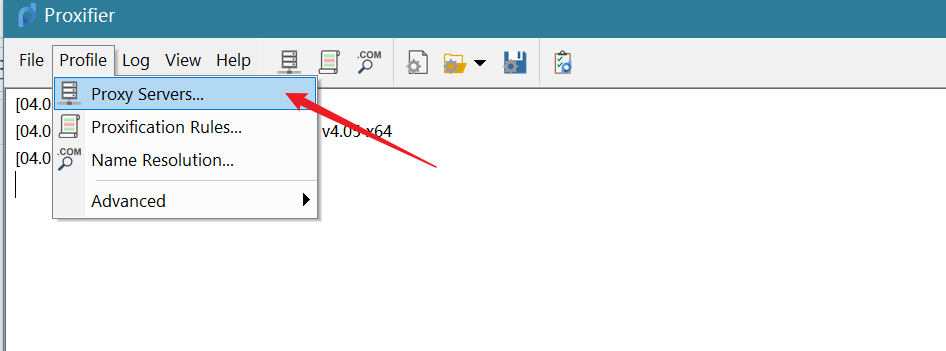 Proxifier
File Profile Log View Help .COM
Proxy Servers...
[04.0
Proxification Rules...
[04.0 v4.05 x64
.COM Name Resolution...
[04.0
Advanced